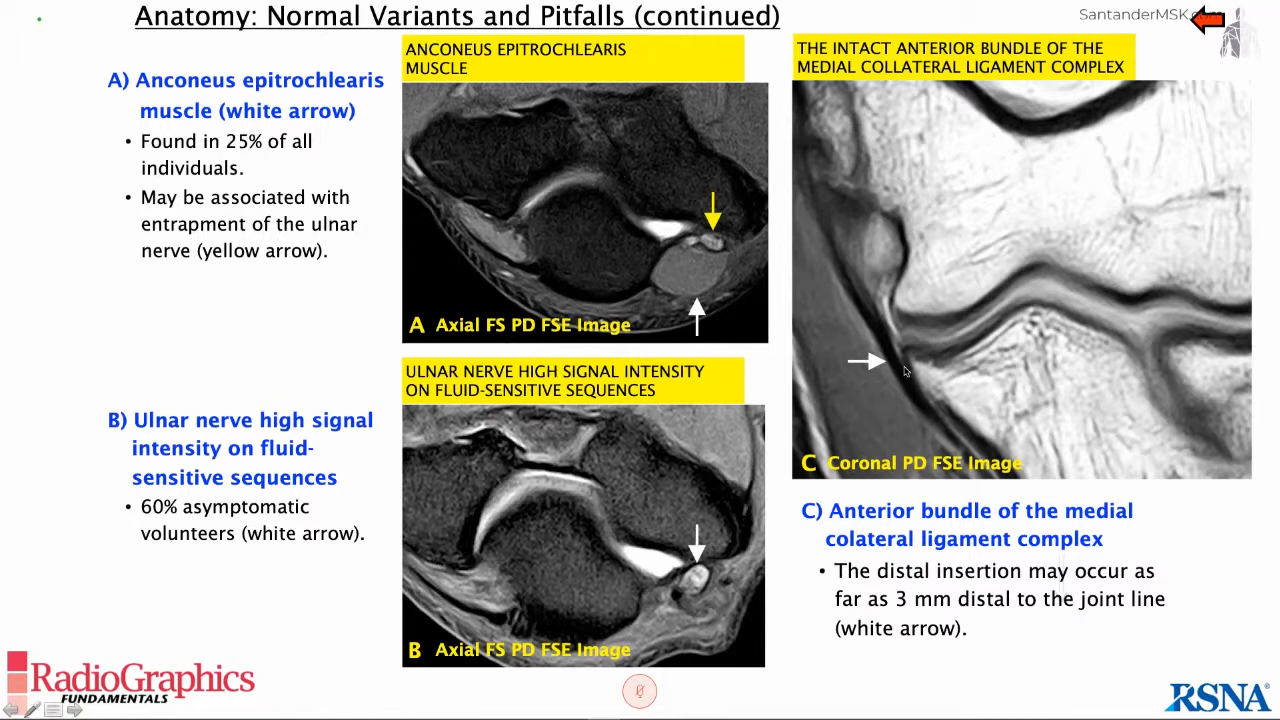 Anatomy: Normal Variants and Pitfalls (continued)
SantanderMSK.com
A) Anconeus epitrochlearis
muscle (white arrow)
• Found in 25% of all
individuals.
• May be associated with
entrapment of the ulnar
nerve (yellow arrow).
B) Ulnar nerve high signal
intensity on fluid-
sensitive sequences
• 60% asymptomatic
volunteers (white arrow).
ANCONEUS EPITROCHLEARIS
MUSCLE
A Axial FS PD FSE Image
ULNAR NERVE HIGH SIGNAL INTENSITY
ON FLUID-SENSITIVE SEQUENCES
B Axial FS PD FSE Image
THE INTACT ANTERIOR BUNDLE OF THE
MEDIAL COLLATERAL LIGAMENT COMPLEX
C Coronal PD FSE Image
C) Anterior bundle of the medial
colateral ligament complex
• The distal insertion may occur as
far as 3 mm distal to the joint line
(white arrow).
RadioGraphics
FUNDAMENTALS
RSNA®